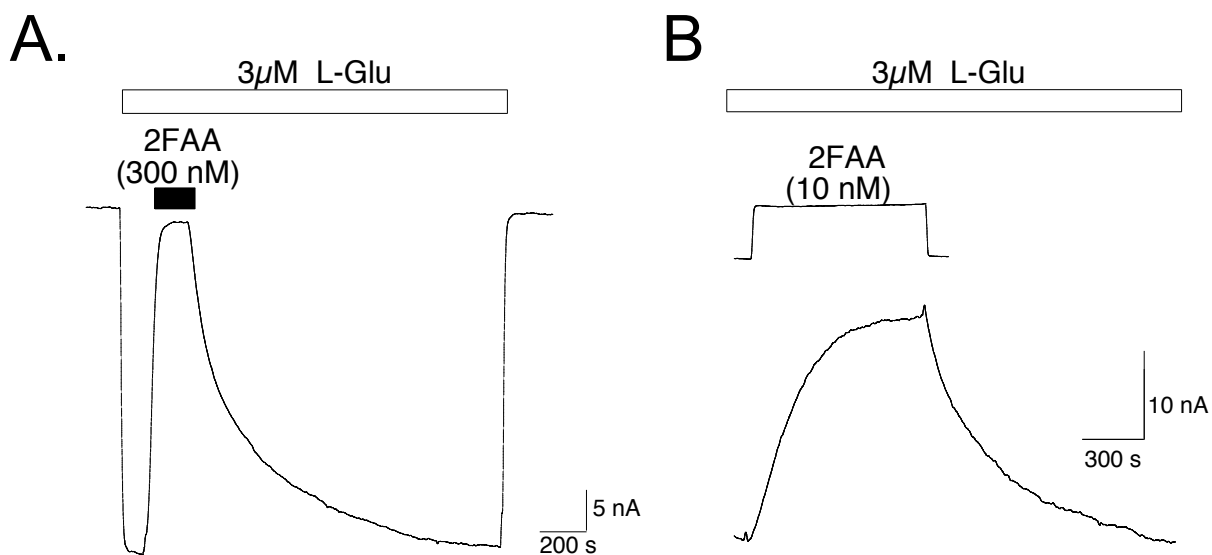 A.
3µM L-Glu
2FAA
(300 nM)
5 nA
200 s
B
3µM L-Glu
2FAA
(10 nM)
10 nA
300 s